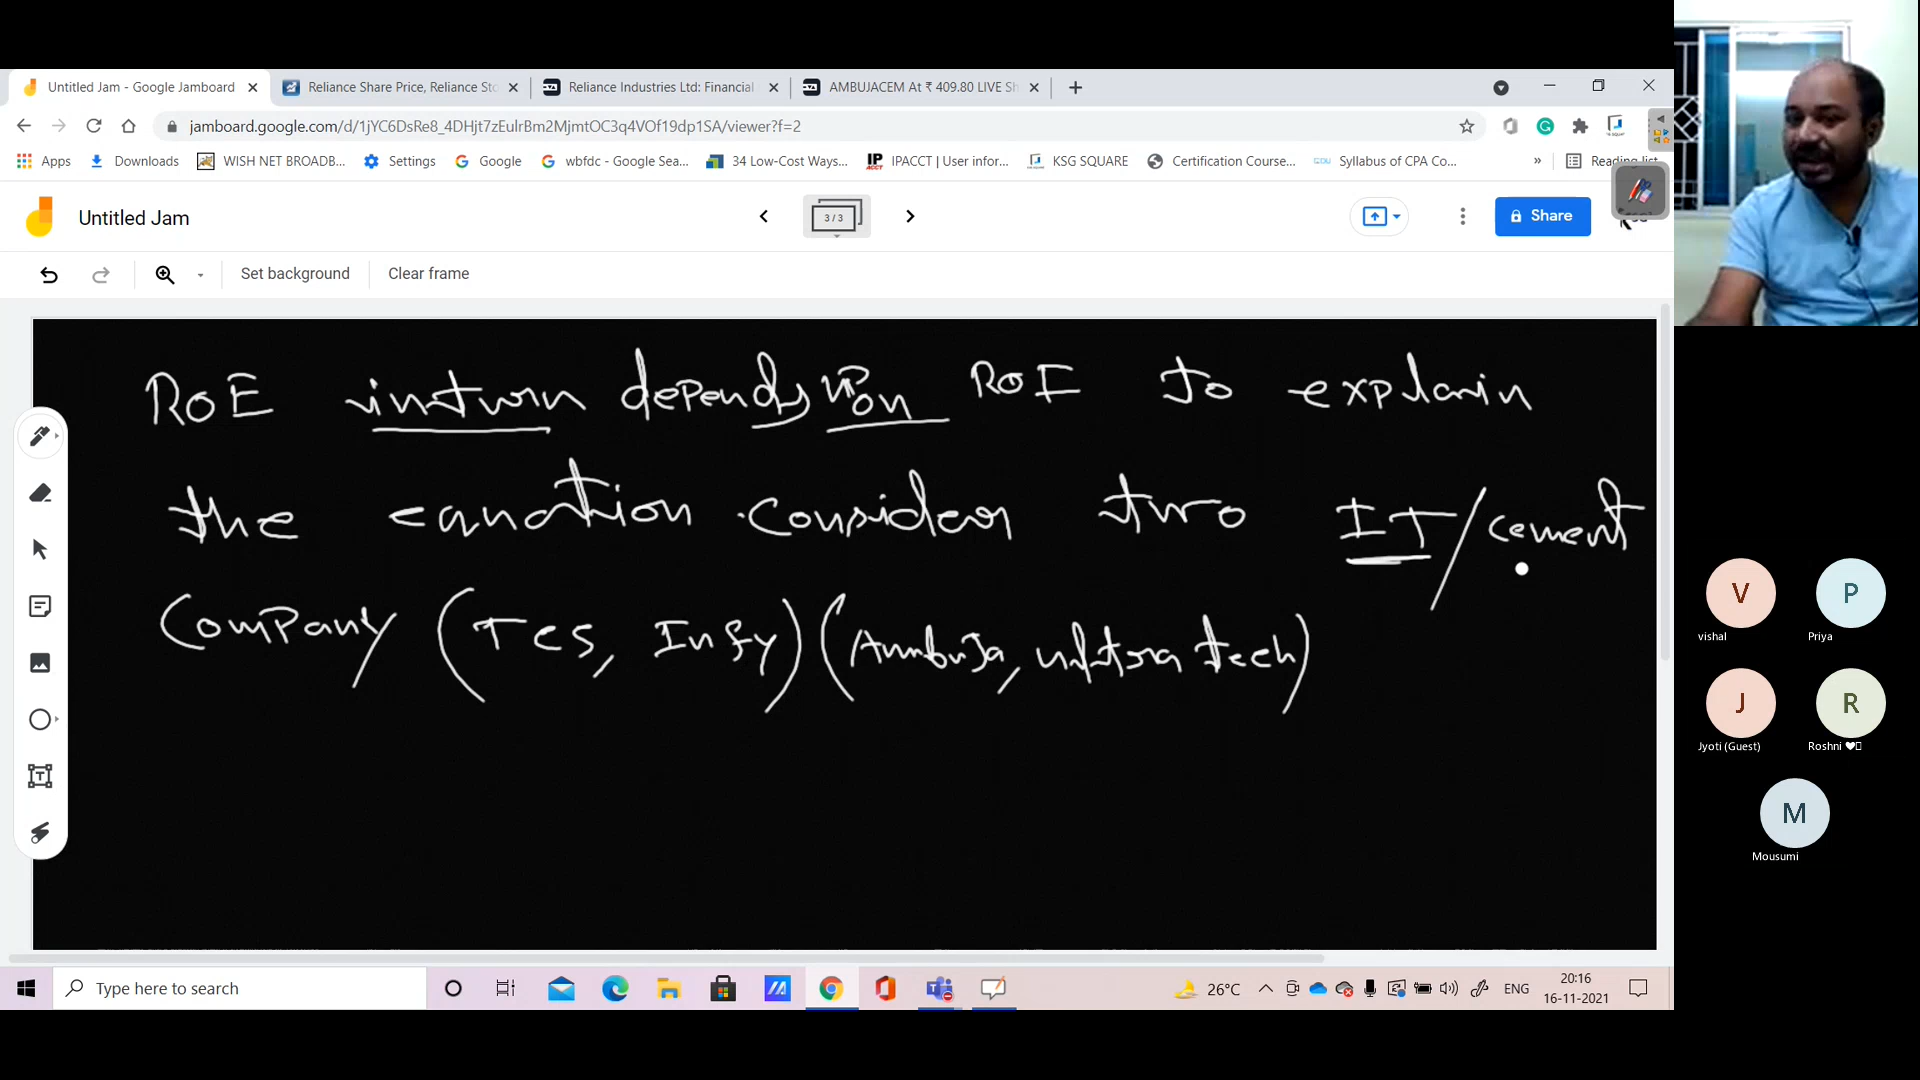 Untitled Jam - Google Jamboard
Reliance Share Price, Reliance Sto
Reliance Industries Ltd: Financial
AMBUJACEM At ₹ 409.80 LIVE Sh
jamboard.google.com/d/1jYC6DsRe8_4DHjt7zEulrBm2MjmtOC3q4VOf19dp1SA/viewer?f=2
Apps Downloads WISH NET BROADB... Settings Google wbfdc - Google Sea... 34 Low-Cost Ways... IPACCT | User infor... KSG SQUARE Certification Course... Syllabus of CPA Co... » Reading list
Untitled Jam
3 / 3
Share
Set background Clear frame
ROE inturn depends upon ROI to explain
the equation consider two IT/cement
Company (TCS, Infy) (Ambuja, ultra tech)
V
vishal
P
Priya
J
Jyoti (Guest)
R
Roshni ❤
M
Mousumi
Type here to search
26°C
ENG
20:16
16-11-2021